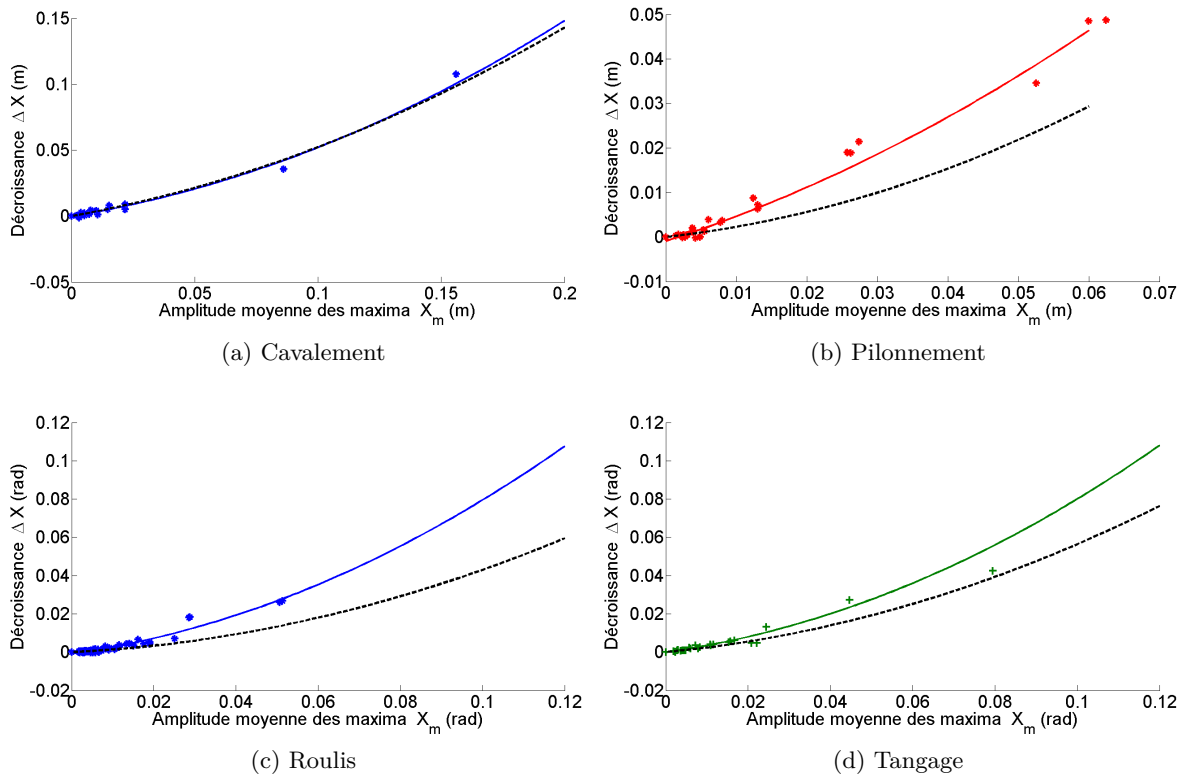 0.15
0.1
0.05
0
-0.05
Décroissance Δ X (m)
0 0.05 0.1 0.15 0.2
Amplitude moyenne des maxima X_m (m)
(a) Cavalement
0.05
0.04
0.03
0.02
0.01
0
-0.01
Décroissance Δ X (m)
0 0.01 0.02 0.03 0.04 0.05 0.06 0.07
Amplitude moyenne des maxima X_m (m)
(b) Pilonnement
0.12
0.1
0.08
0.06
0.04
0.02
0
-0.02
Décroissance Δ X (rad)
0 0.02 0.04 0.06 0.08 0.1 0.12
Amplitude moyenne des maxima X_m (rad)
(c) Roulis
0.12
0.1
0.08
0.06
0.04
0.02
0
-0.02
Décroissance Δ X (rad)
0 0.02 0.04 0.06 0.08 0.1 0.12
Amplitude moyenne des maxima X_m (rad)
(d) Tangage